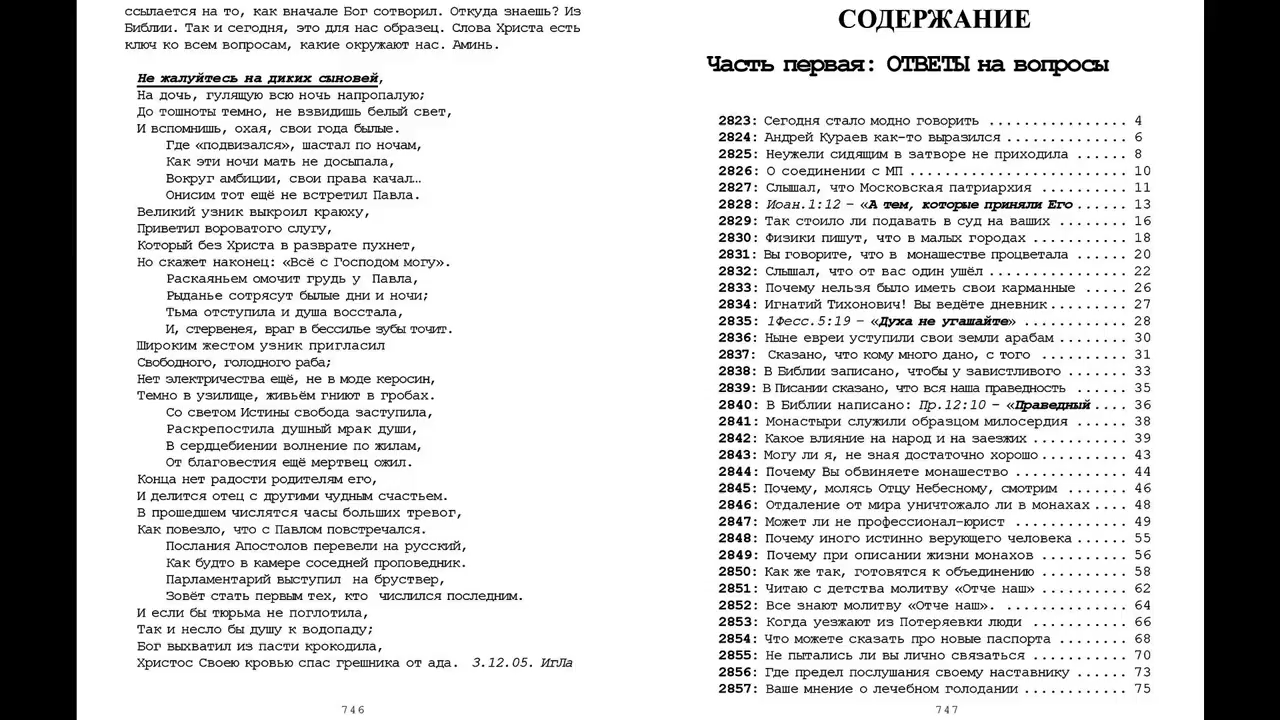 ссылается на то, как вначале Бог сотворил. Откуда знаешь? Из
Библии. Так и сегодня, это для нас образец. Слова Христа есть
ключ ко всем вопросам, какие окружают нас. Аминь.
Не жалуйтесь на диких сыновей,
На дочь, гулящую всю ночь напропалую;
До тошноты темно, не взвидишь белый свет,
И вспомнишь, охая, свои года былые.
Где «подвизался», шастал по ночам,
Как эти ночи мать не досыпала,
Вокруг амбиции, свои права качал…
Онисим тот ещё не встретил Павла.
Великий узник выкроил краюху,
Приветил вороватого слугу,
Который без Христа в разврате пухнет,
Но скажет наконец: «Всё с Господом могу».
Раскаяньем омочит грудь у Павла,
Рыданье сотрясут былые дни и ночи;
Тьма отступила и душа восстала,
И, стервенея, враг в бессилье зубы точит.
Широким жестом узник пригласил
Свободного, голодного раба;
Нет электричества ещё, не в моде керосин,
Темно в узилище, живьём гниют в гробах.
Со светом Истины свобода заступила,
Раскрепостила душный мрак души,
В сердцебиении волнение по жилам,
От благовестия ещё мертвец ожил.
Конца нет радости родителям его,
И делится отец с другими чудным счастьем.
В прошедшем числятся часы больших тревог,
Как повезло, что с Павлом повстречался.
Послания Апостолов перевели на русский,
Как будто в камере соседней проповедник.
Парламентарий выступил на бруствер,
Зовёт стать первым тех, кто числился последним.
И если бы тюрьма не поглотила,
Так и несло бы душу к водопаду;
Бог выхватил из пасти крокодила,
Христос Своею кровью спас грешника от ада. 3.12.05. ИгЛа
746
СОДЕРЖАНИЕ
Часть первая: ОТВЕТЫ на вопросы
2823: Сегодня стало модно говорить ............... 4
2824: Андрей Кураев как-то выразился ............. 6
2825: Неужели сидящим в затворе не приходила ...... 8
2826: О соединении с МП .......................... 10
2827: Слышал, что Московская патриархия .......... 11
2828: Иоан.1:12 – «А тем, которые приняли Его ...... 13
2829: Так стоило ли подавать в суд на ваших ........ 16
2830: Физики пишут, что в малых городах ........... 18
2831: Вы говорите, что в монашестве процветала ...... 20
2832: Слышал, что от вас один ушёл ................ 22
2833: Почему нельзя было иметь свои карманные ..... 26
2834: Игнатий Тихонович! Вы ведёте дневник ......... 27
2835: 1Фесс.5:19 – «Духа не угашайте» ............ 28
2836: Ныне евреи уступили свои земли арабам ........ 30
2837: Сказано, что кому много дано, с того .......... 31
2838: В Библии записано, чтобы у завистливого ....... 33
2839: В Писании сказано, что вся наша праведность ...... 35
2840: В Библии написано: Пр.12:10 – «Праведный .... 36
2841: Монастыри служили образцом милосердия ...... 38
2842: Какое влияние на народ и на заезжих ........... 39
2843: Могу ли я, не зная достаточно хорошо .......... 43
2844: Почему Вы обвиняете монашество ............. 44
2845: Почему, молясь Отцу Небесному, смотрим ....... 46
2846: Отдаление от мира уничтожало ли в монахах .... 48
2847: Может ли не профессионал-юрист ............. 49
2848: Почему иного истинно верующего человека ...... 55
2849: Почему при описании жизни монахов .......... 56
2850: Как же так, готовятся к объединению .......... 58
2851: Читаю с детства молитву «Отче наш» .......... 62
2852: Все знают молитву «Отче наш». .............. 64
2853: Когда уезжают из Потеряевки люди ............ 66
2854: Что можете сказать про новые паспорта ........ 68
2855: Не пытались ли вы лично связаться ........... 70
2856: Где предел послушания своему наставнику ....... 73
2857: Ваше мнение о лечебном голодании ............ 75
747